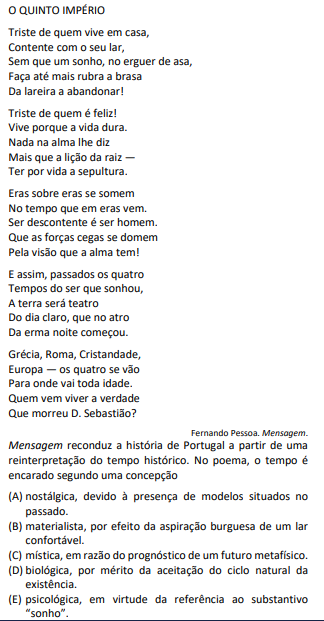 O QUINTO IMPÉRIO
Triste de quem vive em casa,
Contente com o seu lar,
Sem que um sonho, no erguer de asa,
Faça até mais rubra a brasa
Da lareira a abandonar!
Triste de quem é feliz!
Vive porque a vida dura.
Nada na alma lhe diz
Mais que a lição da raiz —
Ter por vida a sepultura.
Eras sobre eras se somem
No tempo que em eras vem.
Ser descontente é ser homem.
Que as forças cegas se domem
Pela visão que a alma tem!
E assim, passados os quatro
Tempos do ser que sonhou,
A terra será teatro
Do dia claro, que no atro
Da erma noite começou.
Grécia, Roma, Cristandade,
Europa — os quatro se vão
Para onde vai toda idade.
Quem vem viver a verdade
Que morreu D. Sebastião?
Fernando Pessoa. Mensagem.
Mensagem reconduz a história de Portugal a partir de uma
reinterpretação do tempo histórico. No poema, o tempo é
encarado segundo uma concepção
(A) nostálgica, devido à presença de modelos situados no
passado.
(B) materialista, por efeito da aspiração burguesa de um lar
confortável.
(C) mística, em razão do prognóstico de um futuro metafísico.
(D) biológica, por mérito da aceitação do ciclo natural da
existência.
(E) psicológica, em virtude da referência ao substantivo
“sonho”.